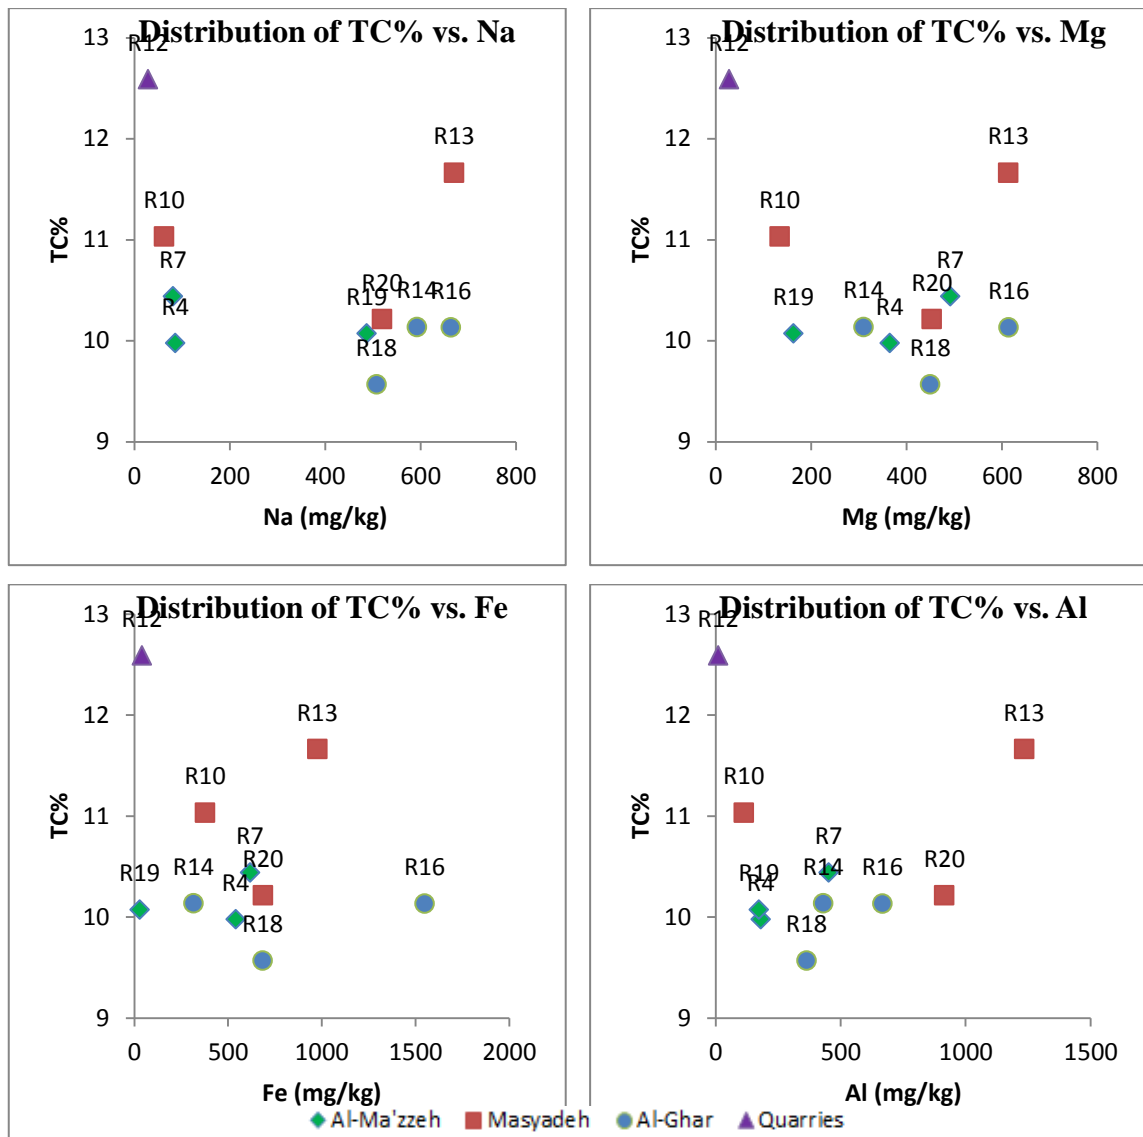 Distribution of TC% vs. Na
13
12
11
10
9
TC%
R12
R13
R10
R7
R4
R19
R20
R14
R16
R18
0 200 400 600 800
Na (mg/kg)
Distribution of TC% vs. Mg
13
12
11
10
9
TC%
R12
R13
R10
R7
R19
R14
R4
R20
R16
R18
0 200 400 600 800
Mg (mg/kg)
Distribution of TC% vs. Fe
13
12
11
10
9
TC%
R12
R13
R10
R7
R19
R14
R4
R20
R16
R18
0 500 1000 1500 2000
Fe (mg/kg)
Distribution of TC% vs. Al
13
12
11
10
9
TC%
R12
R13
R10
R7
R19
R4
R14
R16
R20
R18
0 500 1000 1500
Al (mg/kg)
Al-Ma'zzeh Masyadeh Al-Ghar Quarries